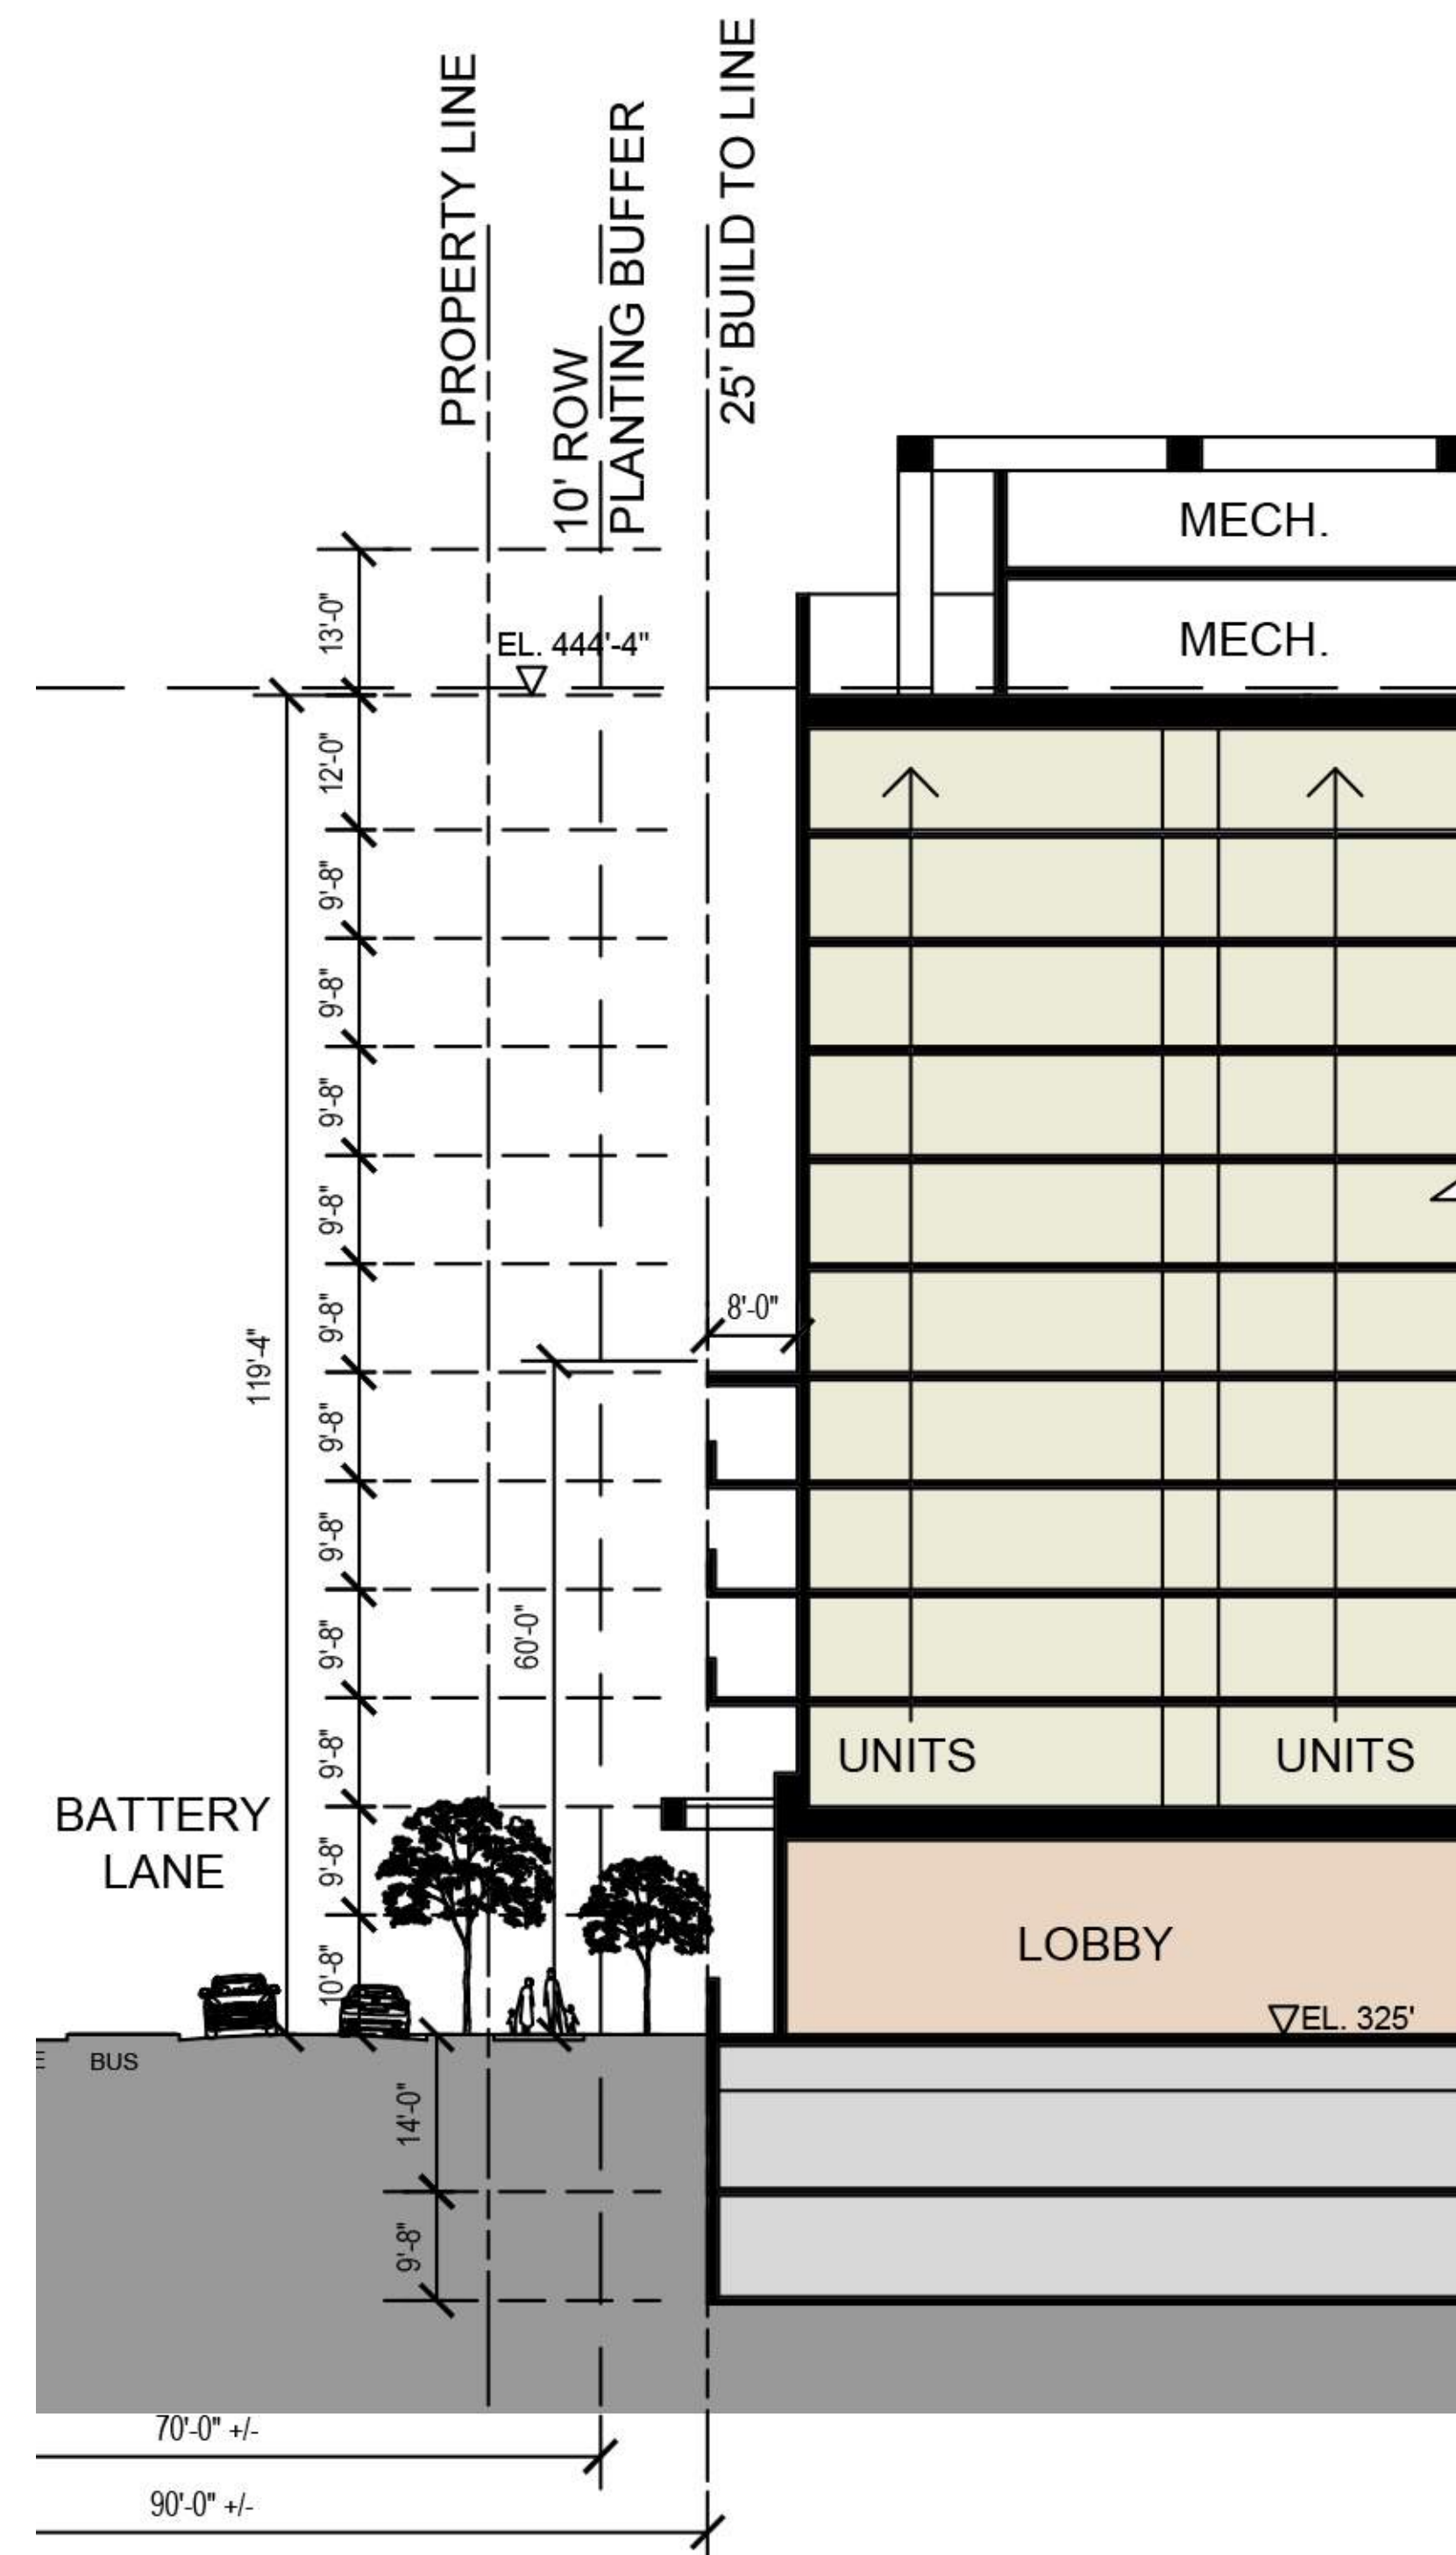 PROPERTY LINE
10' ROW
PLANTING BUFFER
25' BUILD TO LINE
MECH.
MECH.
13'-0"
EL. 444'-4"
12'-0"
9'-8"
9'-8"
9'-8"
9'-8"
9'-8"
9'-8"
9'-8"
9'-8"
9'-8"
9'-8"
10'-8"
119'-4"
8'-0"
60'-0"
UNITS
UNITS
BATTERY
LANE
LOBBY
EL. 325'
BUS
14'-0"
9'-8"
70'-0" +/-
90'-0" +/-